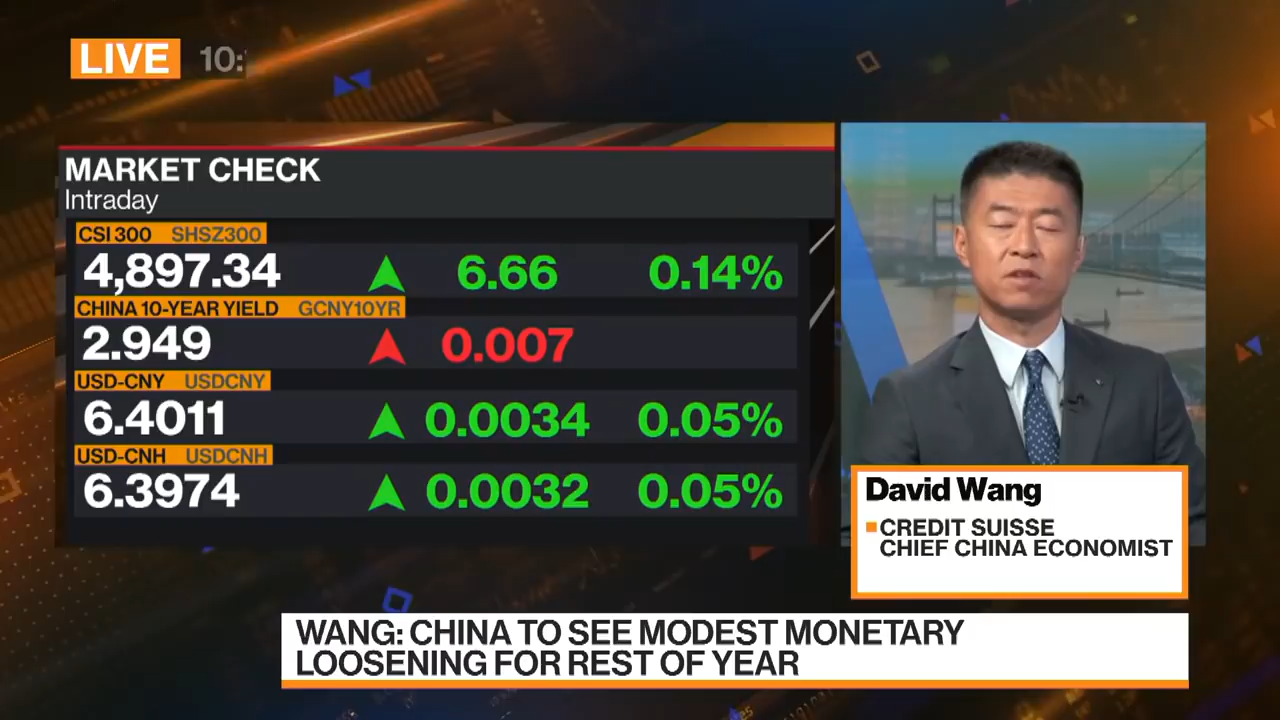 LIVE 10:
MARKET CHECK
Intraday
CSI 300 SHSZ300
4,897.34 6.66 0.14%
CHINA 10-YEAR YIELD GCNY10YR
2.949 0.007
USD-CNY USDCNY
6.4011 0.0034 0.05%
USD-CNH USDCNH
6.3974 0.0032 0.05%
David Wang
CREDIT SUISSE
CHIEF CHINA ECONOMIST
WANG: CHINA TO SEE MODEST MONETARY
LOOSENING FOR REST OF YEAR